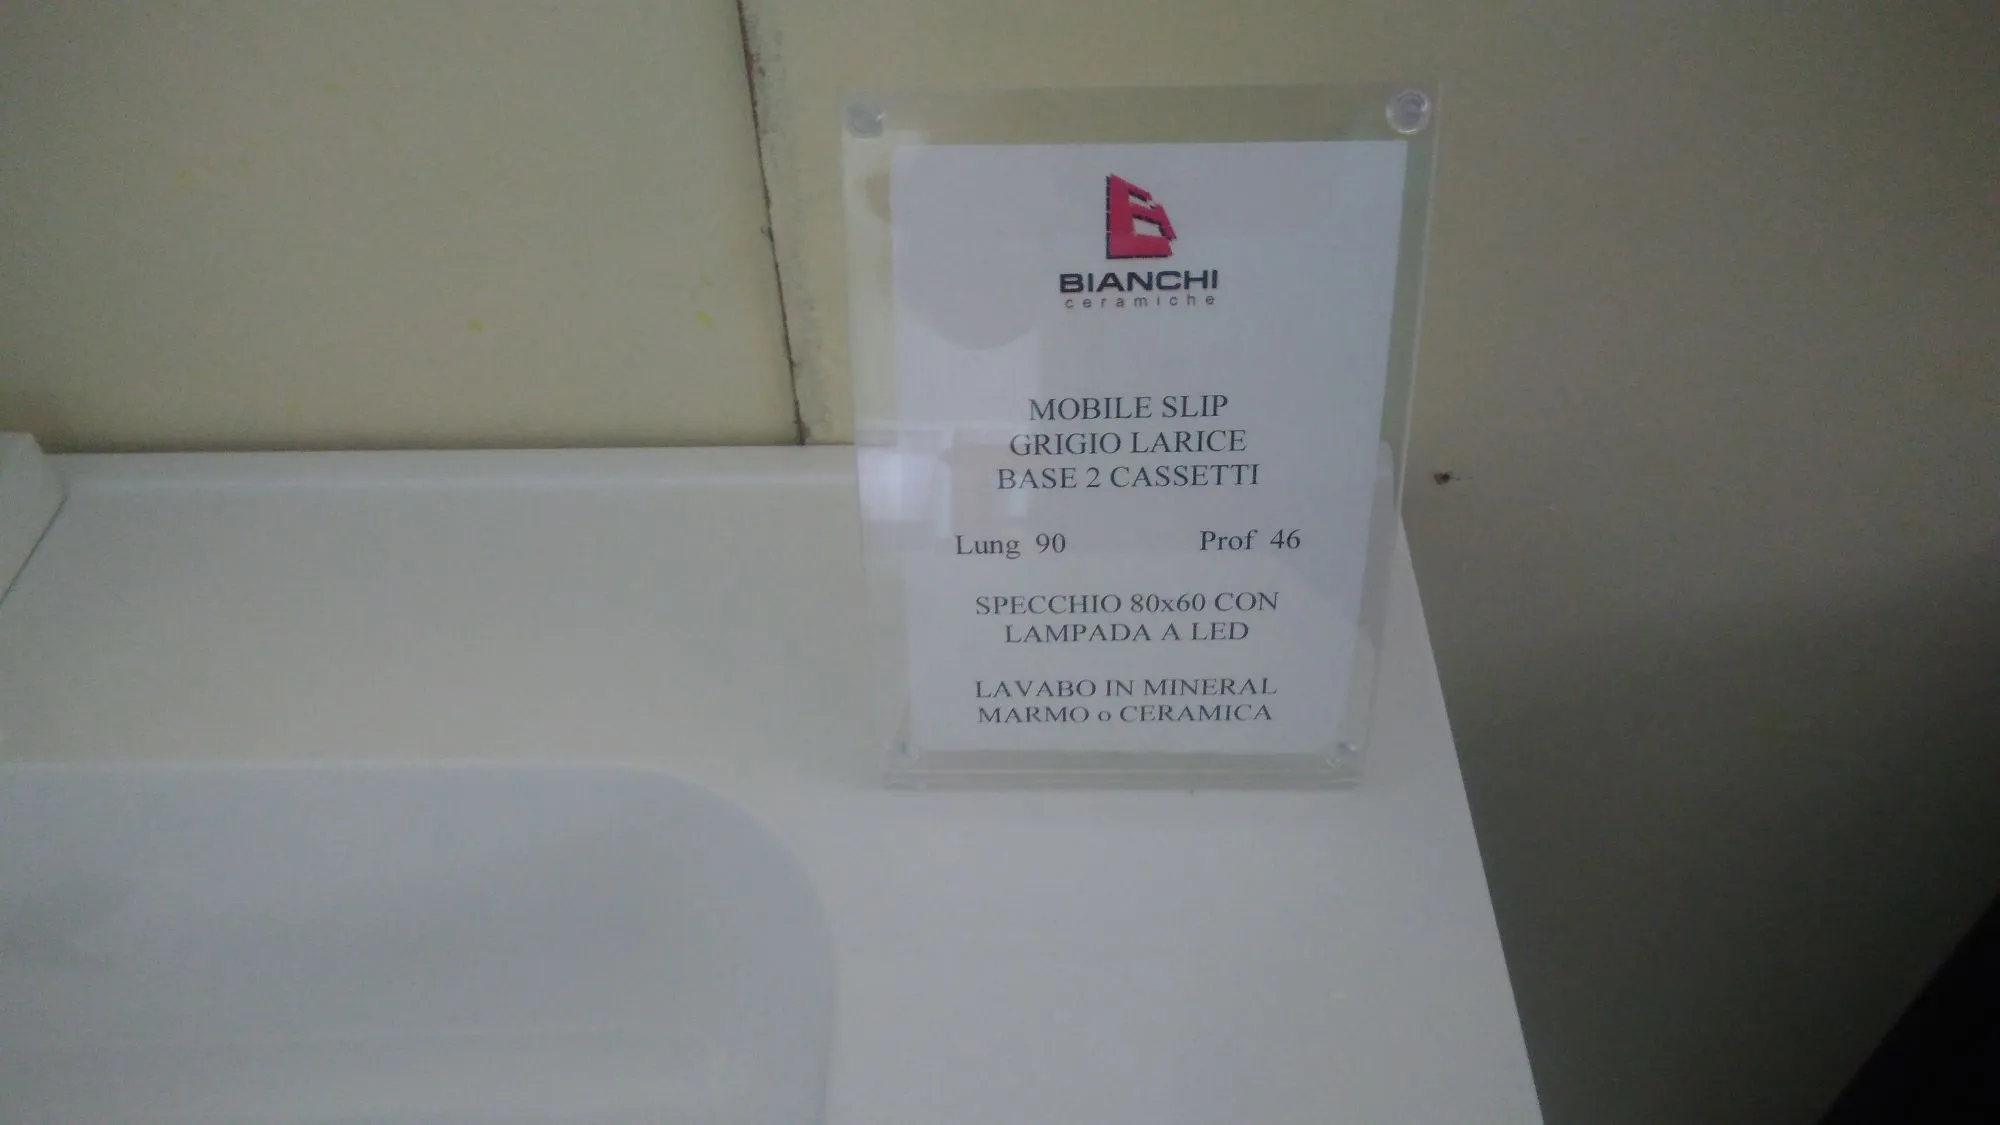 BIANCHI
ceramiche
MOBILE SLIP
GRIGIO LARICE
BASE 2 CASSETTI
Lung 90 Prof 46
SPECCHIO 80x60 CON
LAMPADA A LED
LAVABO IN MINERAL
MARMO o CERAMICA